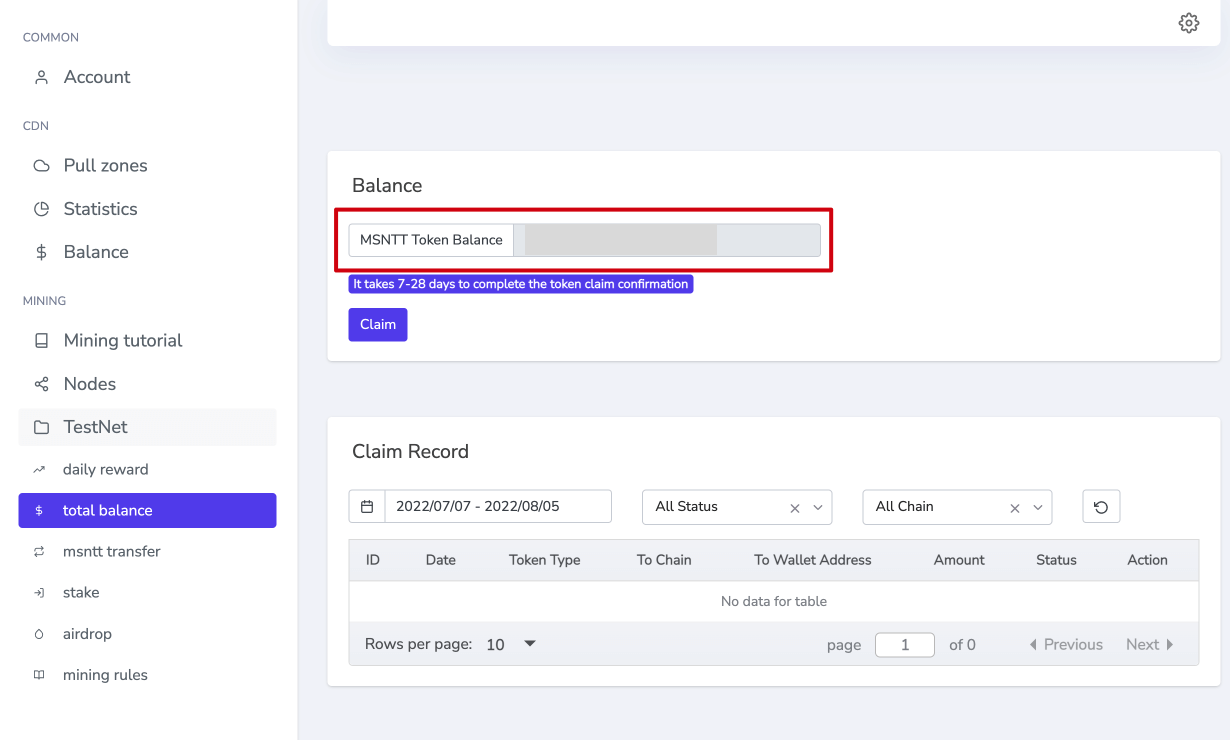 COMMON
Account
CDN
Pull zones
Statistics
Balance
MINING
Mining tutorial
Nodes
TestNet
daily reward
total balance
msntt transfer
stake
airdrop
mining rules
Balance
MSNTT Token Balance
It takes 7-28 days to complete the token claim confirmation
Claim
Claim Record
2022/07/07 - 2022/08/05 All Status All Chain
ID Date Token Type To Chain To Wallet Address Amount Status Action
No data for table
Rows per page: 10 page 1 of 0 Previous Next